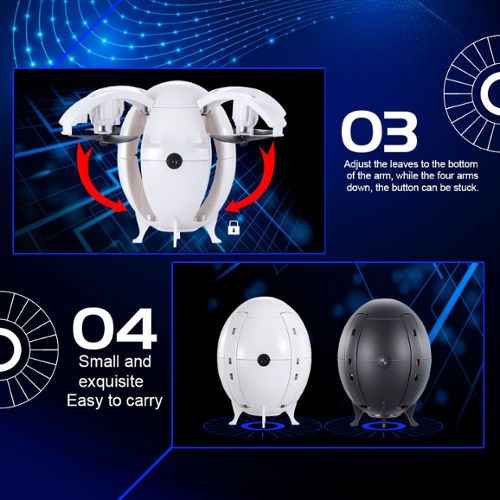 03
Adjust the leaves to the bottom
of the arm, while the four arms
down, the button can be stuck.
04
Small and
exquisite
Easy to carry